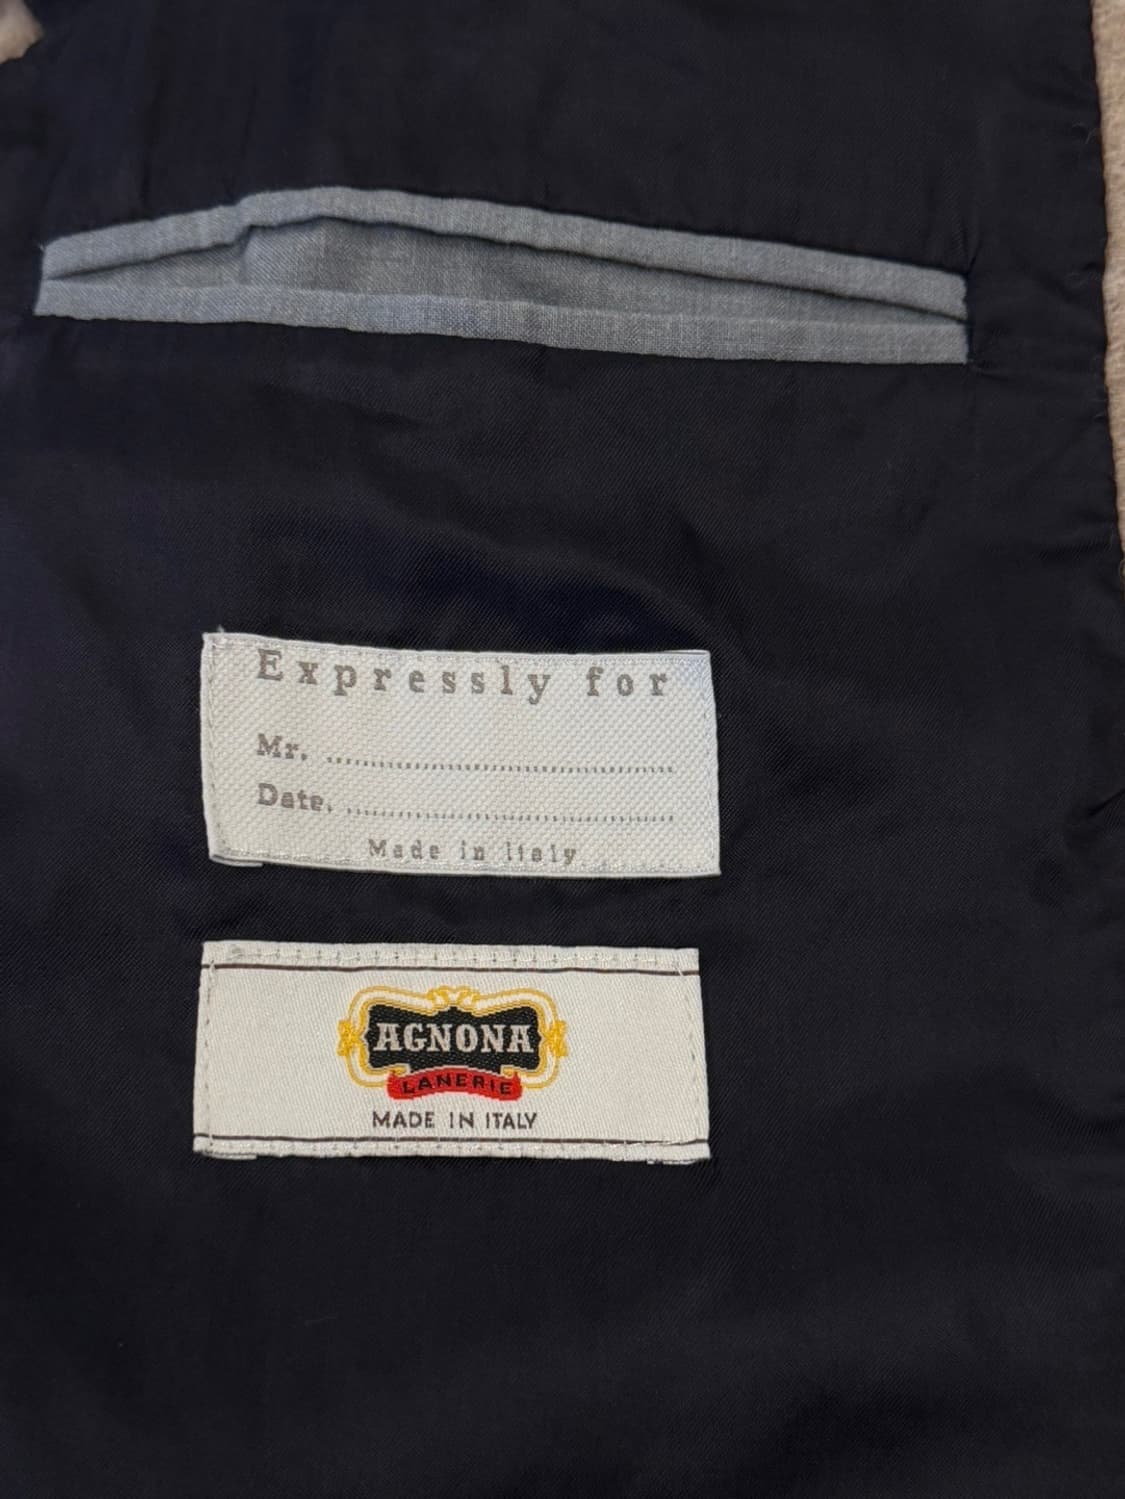 Expressly for
Mr. ................................................
Date. .............................................
Made in Italy
AGNONA
LANERIE
MADE IN ITALY